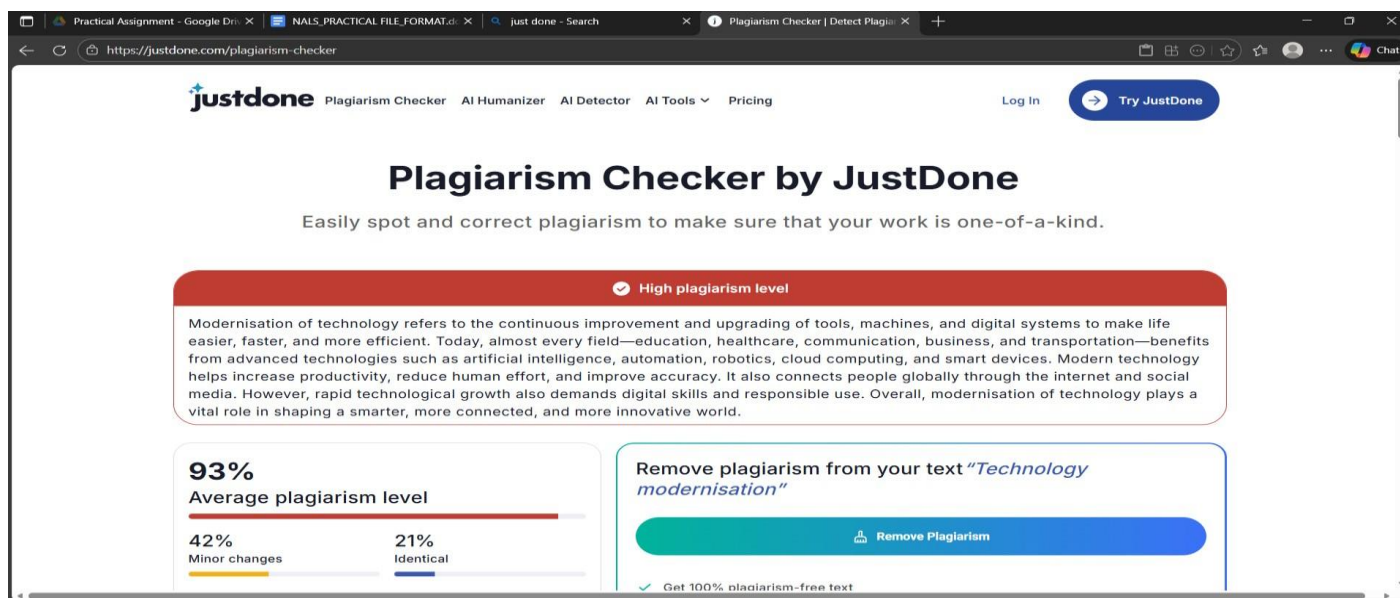 Practical Assignment - Google Driv
NALS_PRACTICAL FILE_FORMAT.dc
just done - Search
Plagiarism Checker | Detect Plagiar
https://justdone.com/plagiarism-checker
Chat
justdone Plagiarism Checker AI Humanizer AI Detector AI Tools Pricing Log In Try JustDone
Plagiarism Checker by JustDone
Easily spot and correct plagiarism to make sure that your work is one-of-a-kind.
High plagiarism level
Modernisation of technology refers to the continuous improvement and upgrading of tools, machines, and digital systems to make life
easier, faster, and more efficient. Today, almost every field—education, healthcare, communication, business, and transportation—benefits
from advanced technologies such as artificial intelligence, automation, robotics, cloud computing, and smart devices. Modern technology
helps increase productivity, reduce human effort, and improve accuracy. It also connects people globally through the internet and social
media. However, rapid technological growth also demands digital skills and responsible use. Overall, modernisation of technology plays a
vital role in shaping a smarter, more connected, and more innovative world.
93%
Average plagiarism level
42% 21%
Minor changes Identical
Remove plagiarism from your text "Technology
modernisation"
Remove Plagiarism
Get 100% plagiarism-free text